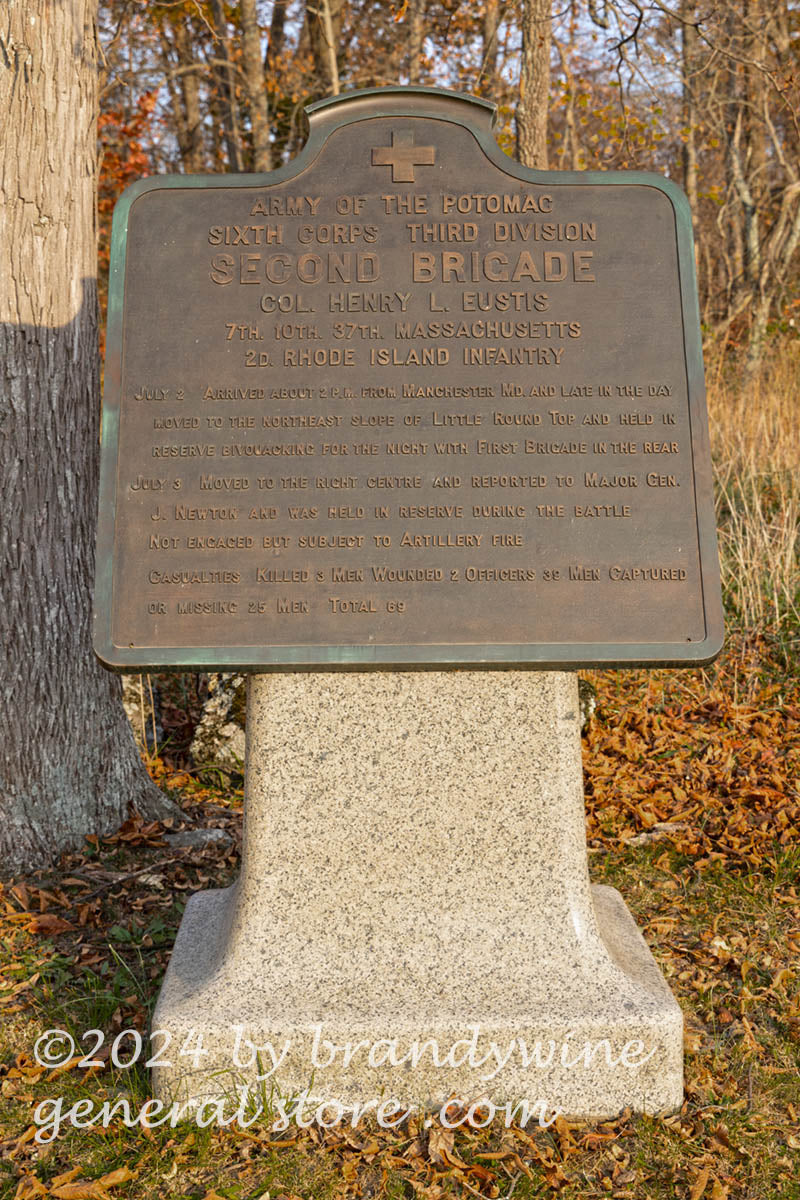 ARMY OF THE POTOMAC
SIXTH CORPS THIRD DIVISION
SECOND BRIGADE
COL. HENRY L. EUSTIS
7TH. 10TH. 37TH. MASSACHUSETTS
2D. RHODE ISLAND INFANTRY
JULY 2 ARRIVED ABOUT 2 P.M. FROM MANCHESTER MD. AND LATE IN THE DAY
MOVED TO THE NORTHEAST SLOPE OF LITTLE ROUND TOP AND HELD IN
RESERVE BIVOUACKING FOR THE NIGHT WITH FIRST BRIGADE IN THE REAR
JULY 3 MOVED TO THE RIGHT CENTRE AND REPORTED TO MAJOR GEN.
J. NEWTON AND WAS HELD IN RESERVE DURING THE BATTLE
NOT ENGAGED BUT SUBJECT TO ARTILLERY FIRE
CASUALTIES KILLED 3 MEN WOUNDED 2 OFFICERS 39 MEN CAPTURED
OR MISSING 25 MEN TOTAL 69
©2024 by brandywine
general store .com